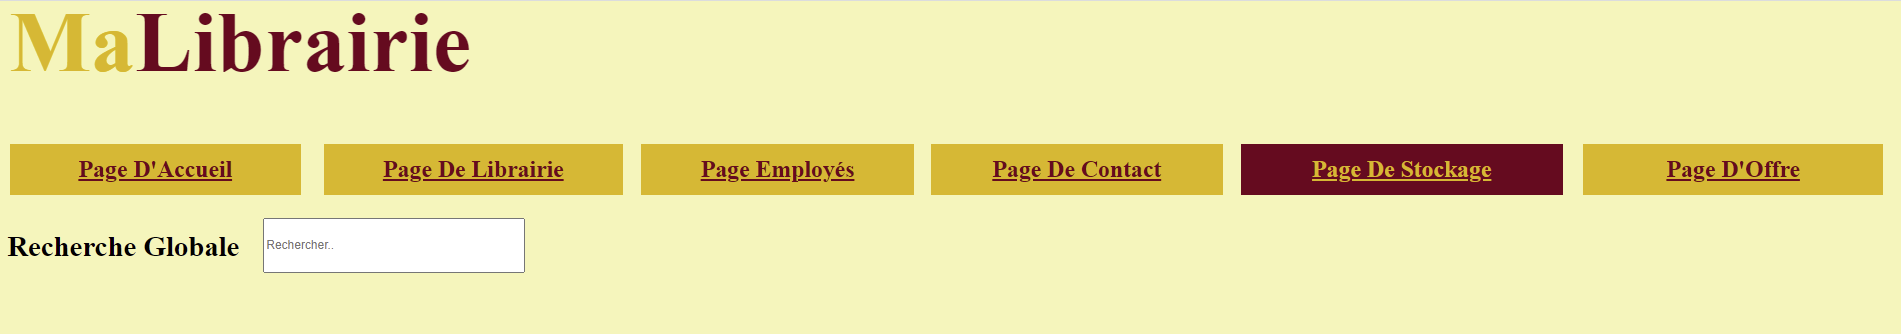 MaLibrairie
Page D'Accueil Page De Librairie Page Employés Page De Contact Page De Stockage Page D'Offre
Recherche Globale Rechercher..